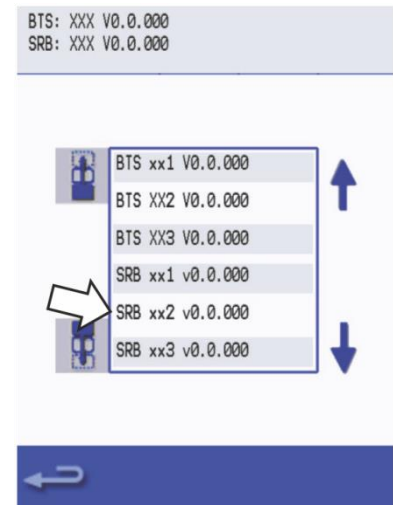 BTS: XXX V0.0.000
SRB: XXX V0.0.000
BTS xx1 V0.0.000
BTS XX2 V0.0.000
BTS XX3 V0.0.000
SRB xx1 v0.0.000
SRB xx2 v0.0.000
SRB xx3 v0.0.000